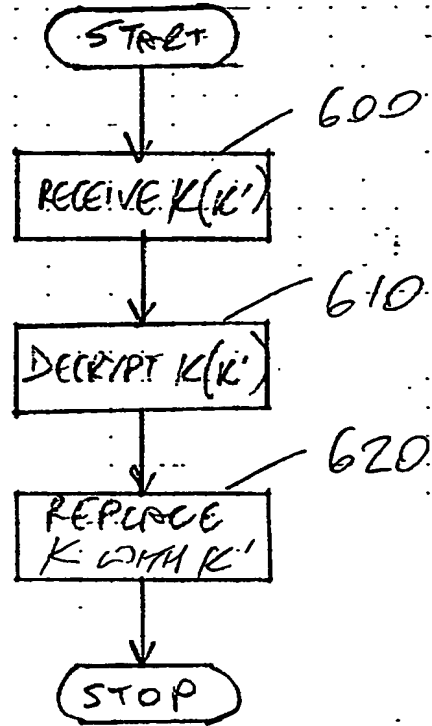 START
600
RECEIVE K(K')
610
DECRYPT K(K')
620
REPLACE
K WITH K'
STOP